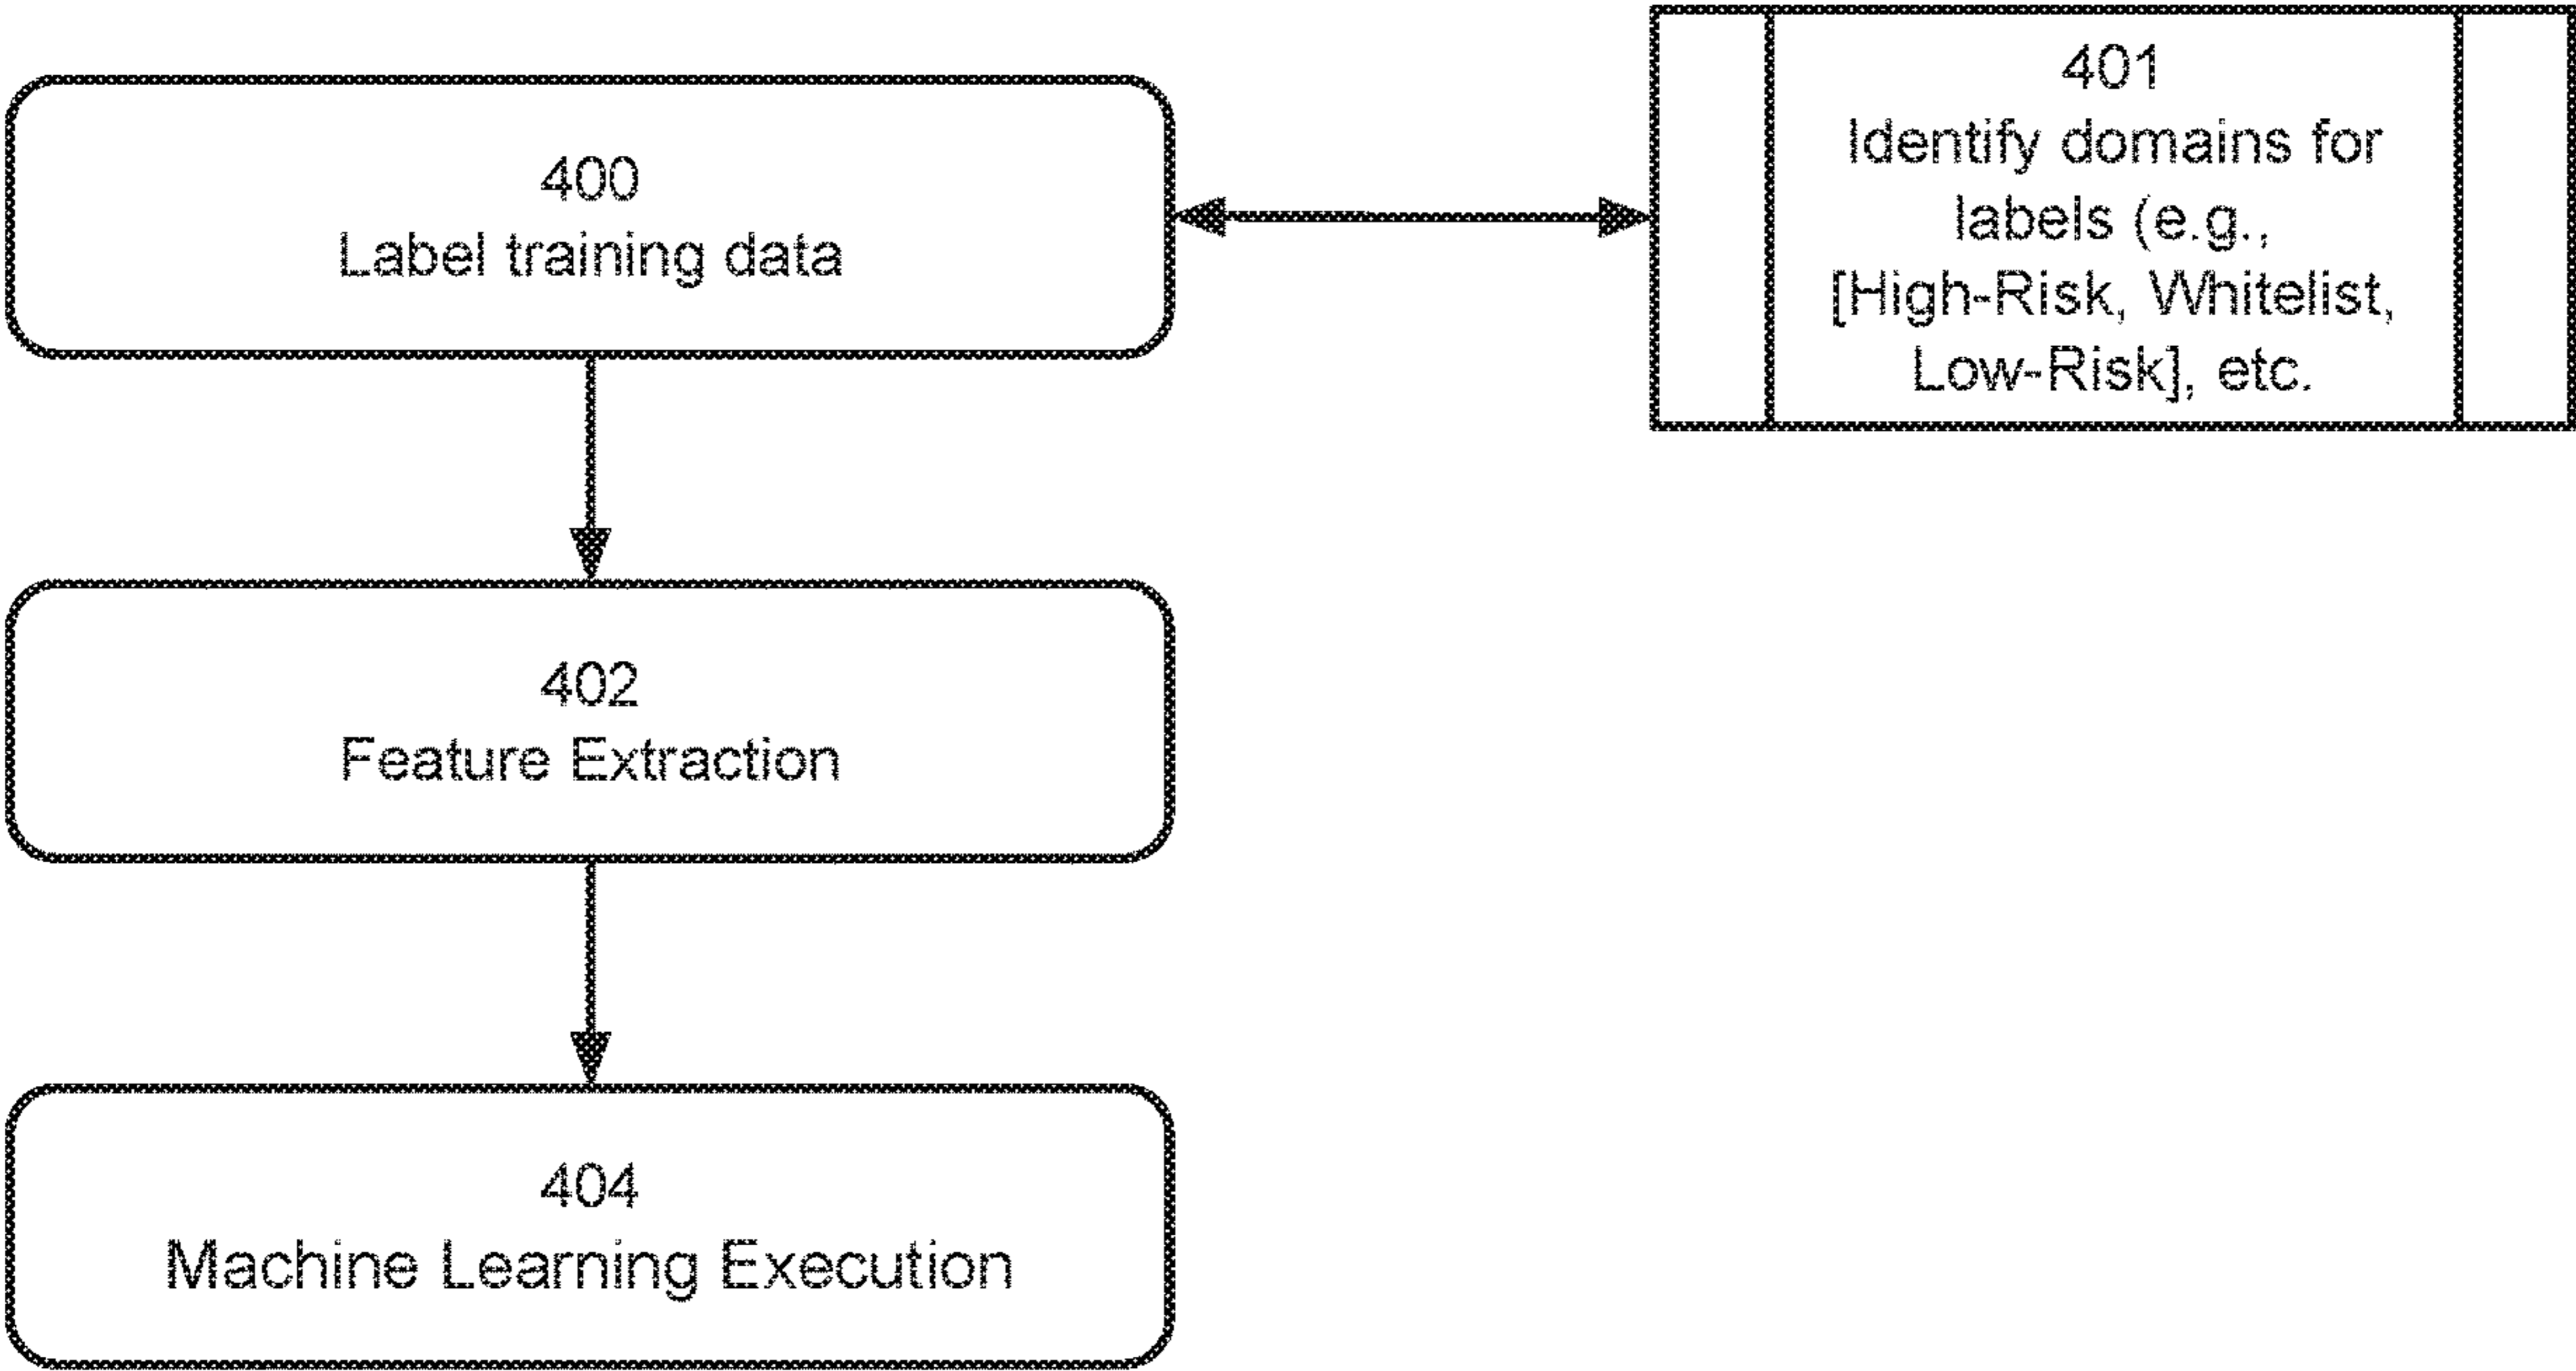 400
Label training data
401
Identify domains for
labels (e.g.,
[High-Risk, Whitelist,
Low-Risk], etc.
402
Feature Extraction
404
Machine Learning Execution